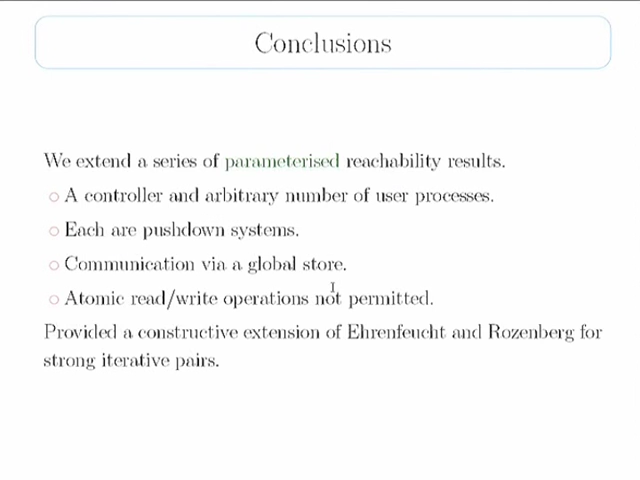 Conclusions
We extend a series of parameterised reachability results.
○ A controller and arbitrary number of user processes.
○ Each are pushdown systems.
○ Communication via a global store.
○ Atomic read/write operations not permitted.
Provided a constructive extension of Ehrenfeucht and Rozenberg for
strong iterative pairs.